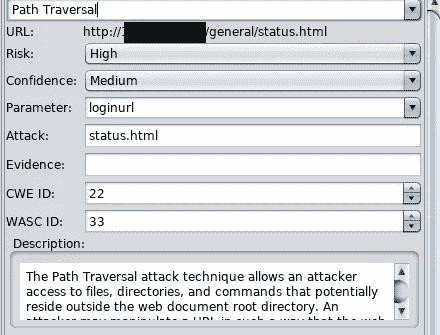 Path Traversal
URL: http:// /general/status.html
Risk: High
Confidence: Medium
Parameter: loginurl
Attack: status.html
Evidence:
CWE ID: 22
WASC ID: 33
Description:
The Path Traversal attack technique allows an attacker
access to files, directories, and commands that potentially
reside outside the web document root directory. An
attacker may manipulate a URL in such a way that the web